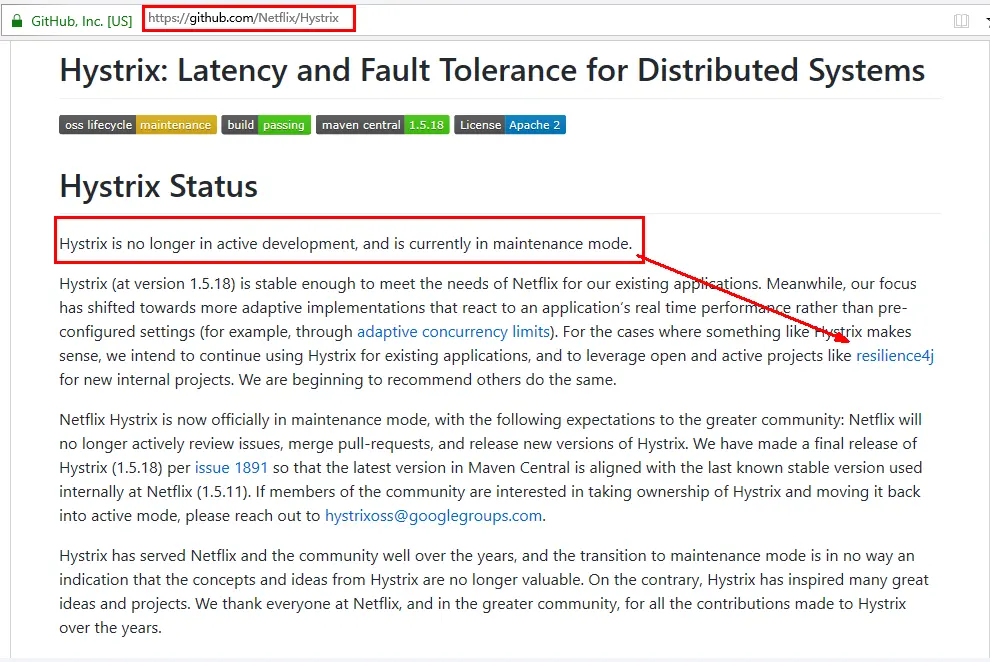 GitHub, Inc. [US] https://github.com/Netflix/Hystrix
Hystrix: Latency and Fault Tolerance for Distributed Systems
oss lifecycle maintenance build passing maven central 1.5.18 License Apache 2
Hystrix Status
Hystrix is no longer in active development, and is currently in maintenance mode.
Hystrix (at version 1.5.18) is stable enough to meet the needs of Netflix for our existing applications. Meanwhile, our focus
has shifted towards more adaptive implementations that react to an application's real time performance rather than pre-
configured settings (for example, through adaptive concurrency limits). For the cases where something like Hystrix makes
sense, we intend to continue using Hystrix for existing applications, and to leverage open and active projects like resilience4j
for new internal projects. We are beginning to recommend others do the same.
Netflix Hystrix is now officially in maintenance mode, with the following expectations to the greater community: Netflix will
no longer actively review issues, merge pull-requests, and release new versions of Hystrix. We have made a final release of
Hystrix (1.5.18) per issue 1891 so that the latest version in Maven Central is aligned with the last known stable version used
internally at Netflix (1.5.11). If members of the community are interested in taking ownership of Hystrix and moving it back
into active mode, please reach out to hystrixoss@googlegroups.com.
Hystrix has served Netflix and the community well over the years, and the transition to maintenance mode is in no way an
indication that the concepts and ideas from Hystrix are no longer valuable. On the contrary, Hystrix has inspired many great
ideas and projects. We thank everyone at Netflix, and in the greater community, for all the contributions made to Hystrix
over the years.